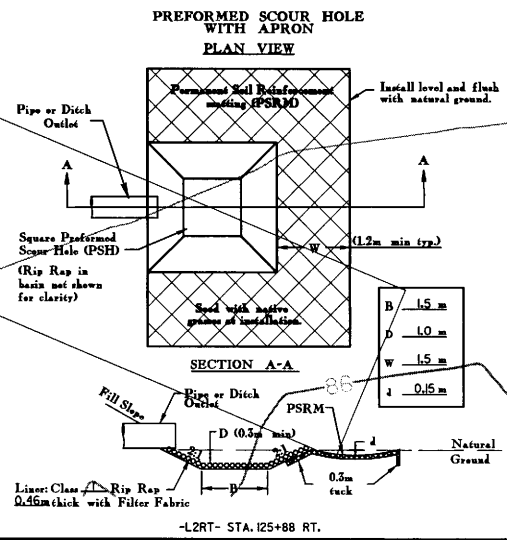 PREFORMED SCOUR HOLE
WITH APRON
PLAN VIEW
Permanent Soil Reinforcement
matting (PSRM)
Install level and flush
with natural ground.
Pipe or Ditch
Outlet
A
A
Square Preformed
Scour Hole (PSH)
(Rip Rap in
basin not shown
for clarity)
W
(1.2m min typ.)
Seed with native
grasses at installation.
B 1.5 m
D 1.0 m
W 1.5 m
d 0.15 m
SECTION A-A
86
Pipe or Ditch
Outlet
Fill Slope
PSRM
d
D (0.3m min)
Natural
Ground
B
0.3m
tuck
Liner: Class Rip Rap
0.46m thick with Filter Fabric
-L2RT- STA. 125+88 RT.